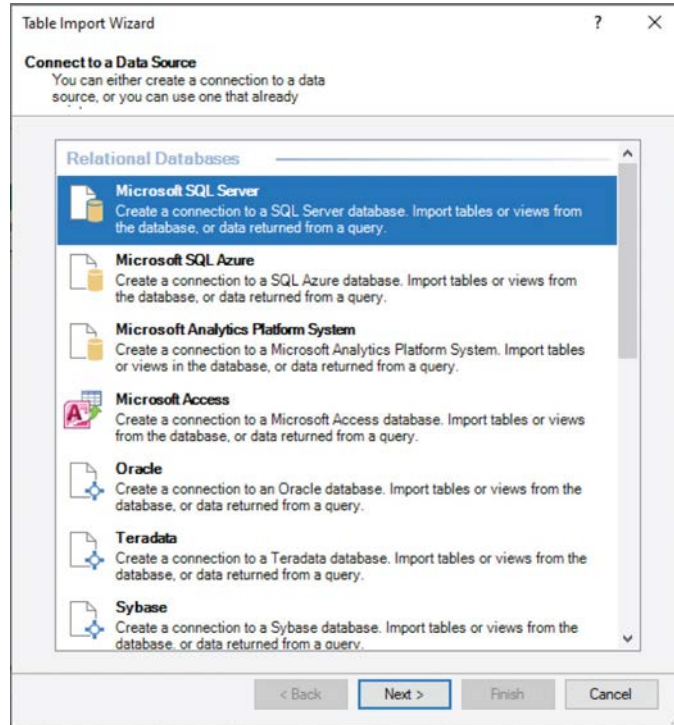 Table Import Wizard ? ×
Connect to a Data Source
You can either create a connection to a data
source, or you can use one that already
Relational Databases
Microsoft SQL Server
Create a connection to a SQL Server database. Import tables or views from
the database, or data returned from a query.
Microsoft SQL Azure
Create a connection to a SQL Azure database. Import tables or views from
the database, or data returned from a query.
Microsoft Analytics Platform System
Create a connection to a Microsoft Analytics Platform System. Import tables
or views in the database, or data returned from a query.
Microsoft Access
Create a connection to a Microsoft Access database. Import tables or views
from the database, or data returned from a query.
Oracle
Create a connection to an Oracle database. Import tables or views from the
database, or data returned from a query.
Teradata
Create a connection to a Teradata database. Import tables or views from the
database, or data returned from a query.
Sybase
Create a connection to a Sybase database. Import tables or views from the
database, or data returned from a query.
< Back Next > Finish Cancel